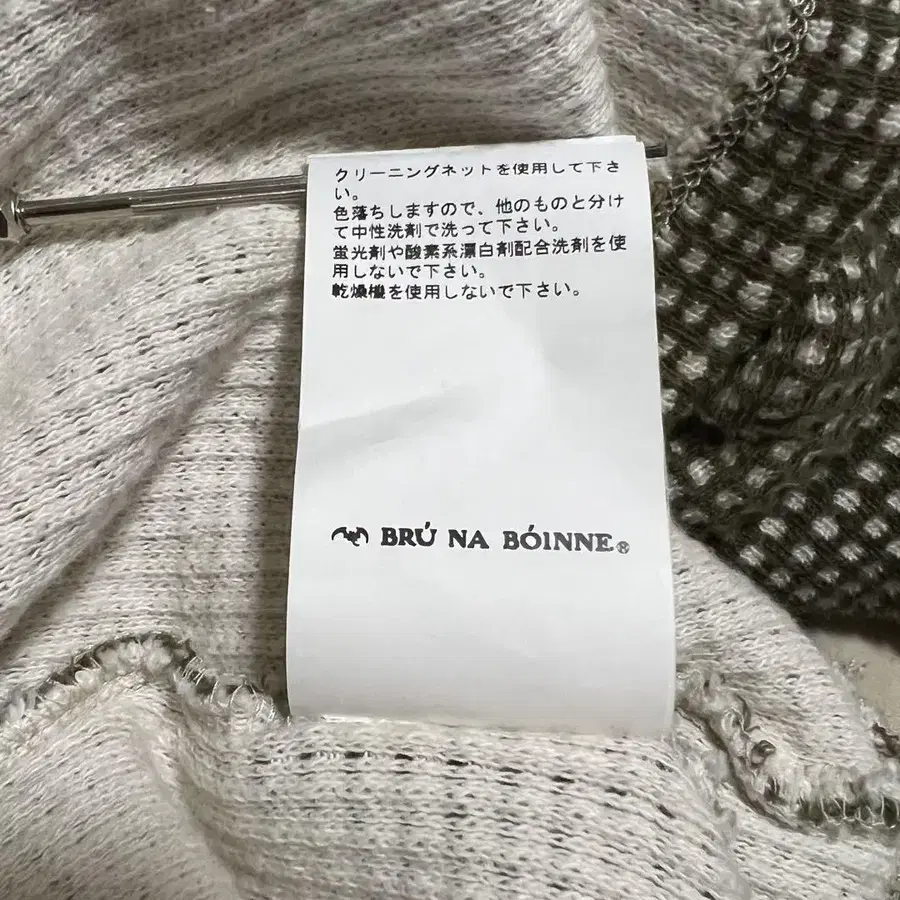 クリーニングネットを使用して下さ
い。
色落ちしますので、他のものと分け
て中性洗剤で洗って下さい。
蛍光剤や酸素系漂白剤配合洗剤を使
用しないで下さい。
乾燥機を使用しないで下さい。
BRÚ NA BÓINNE®